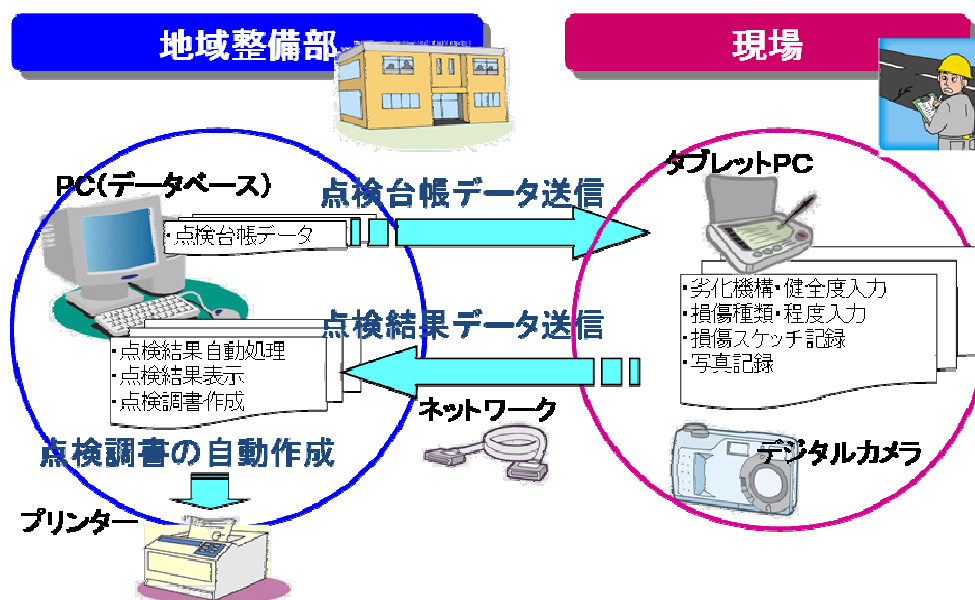 地域整備部
現場
PC(データベース)
点検台帳データ送信
タブレットPC
・点検台帳データ
・劣化機構・健全度入力
・損傷種類・程度入力
・損傷スケッチ記録
・写真記録
点検結果データ送信
・点検結果自動処理
・点検結果表示
・点検調書作成
ネットワーク
点検調書の自動作成
デジタルカメラ
プリンター